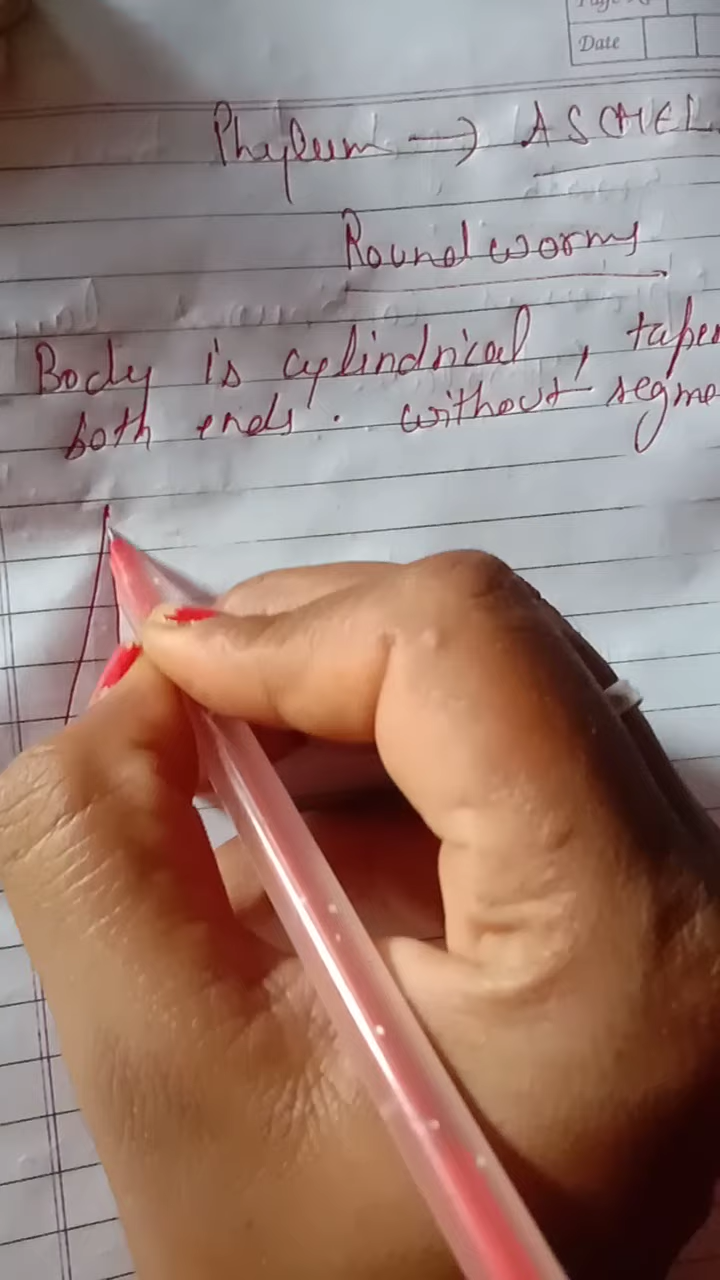 Date
Phylum → ASCHEL
Roundworms
Body is cylindrical, taper
both ends. without segme